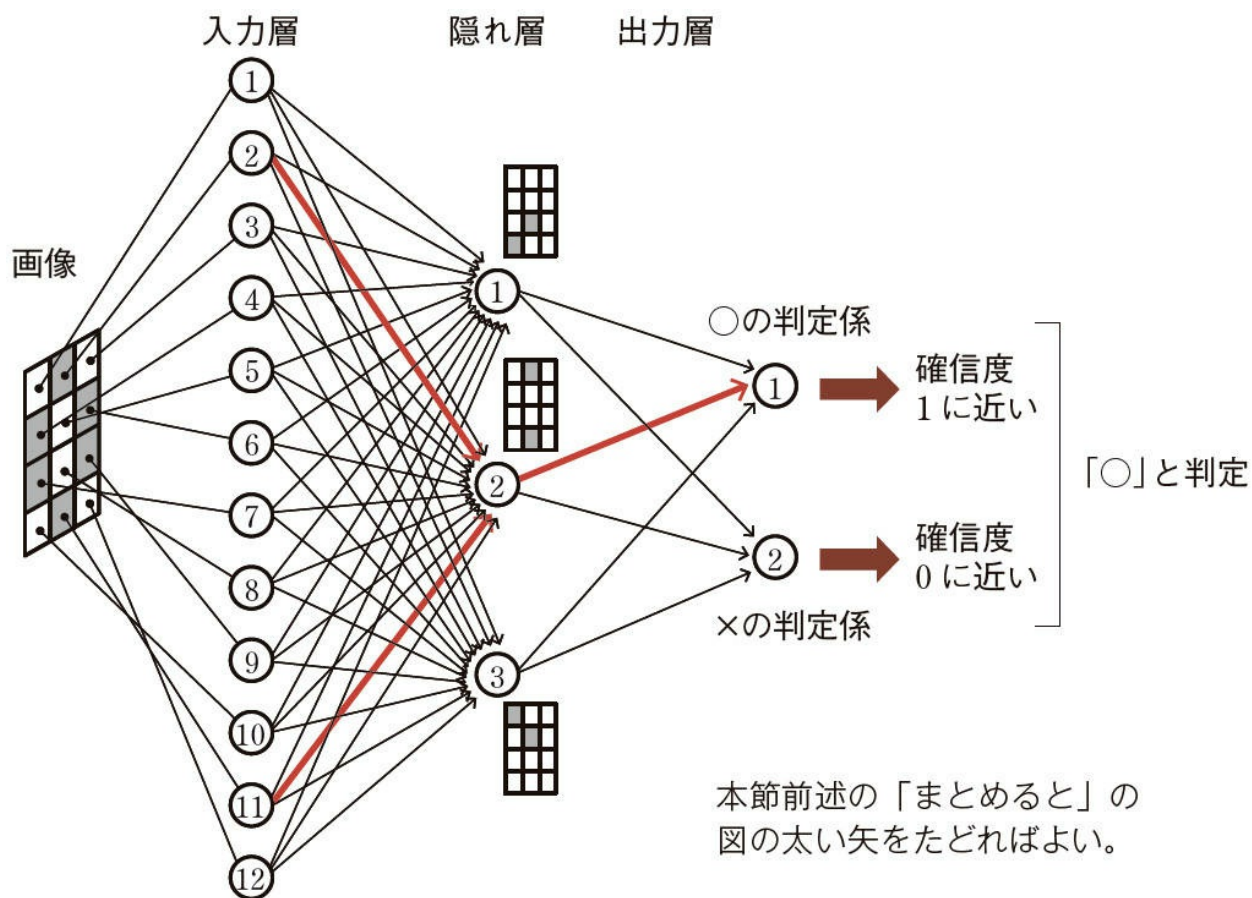 入力層
隠れ層
出力層
画像
①
②
③
④
⑤
⑥
⑦
⑧
⑨
⑩
⑪
⑫
①
②
③
○の判定係
①
確信度
1 に近い
②
確信度
0 に近い
×の判定係
「○」と判定
本節前述の「まとめると」の
図の太い矢をたどればよい。